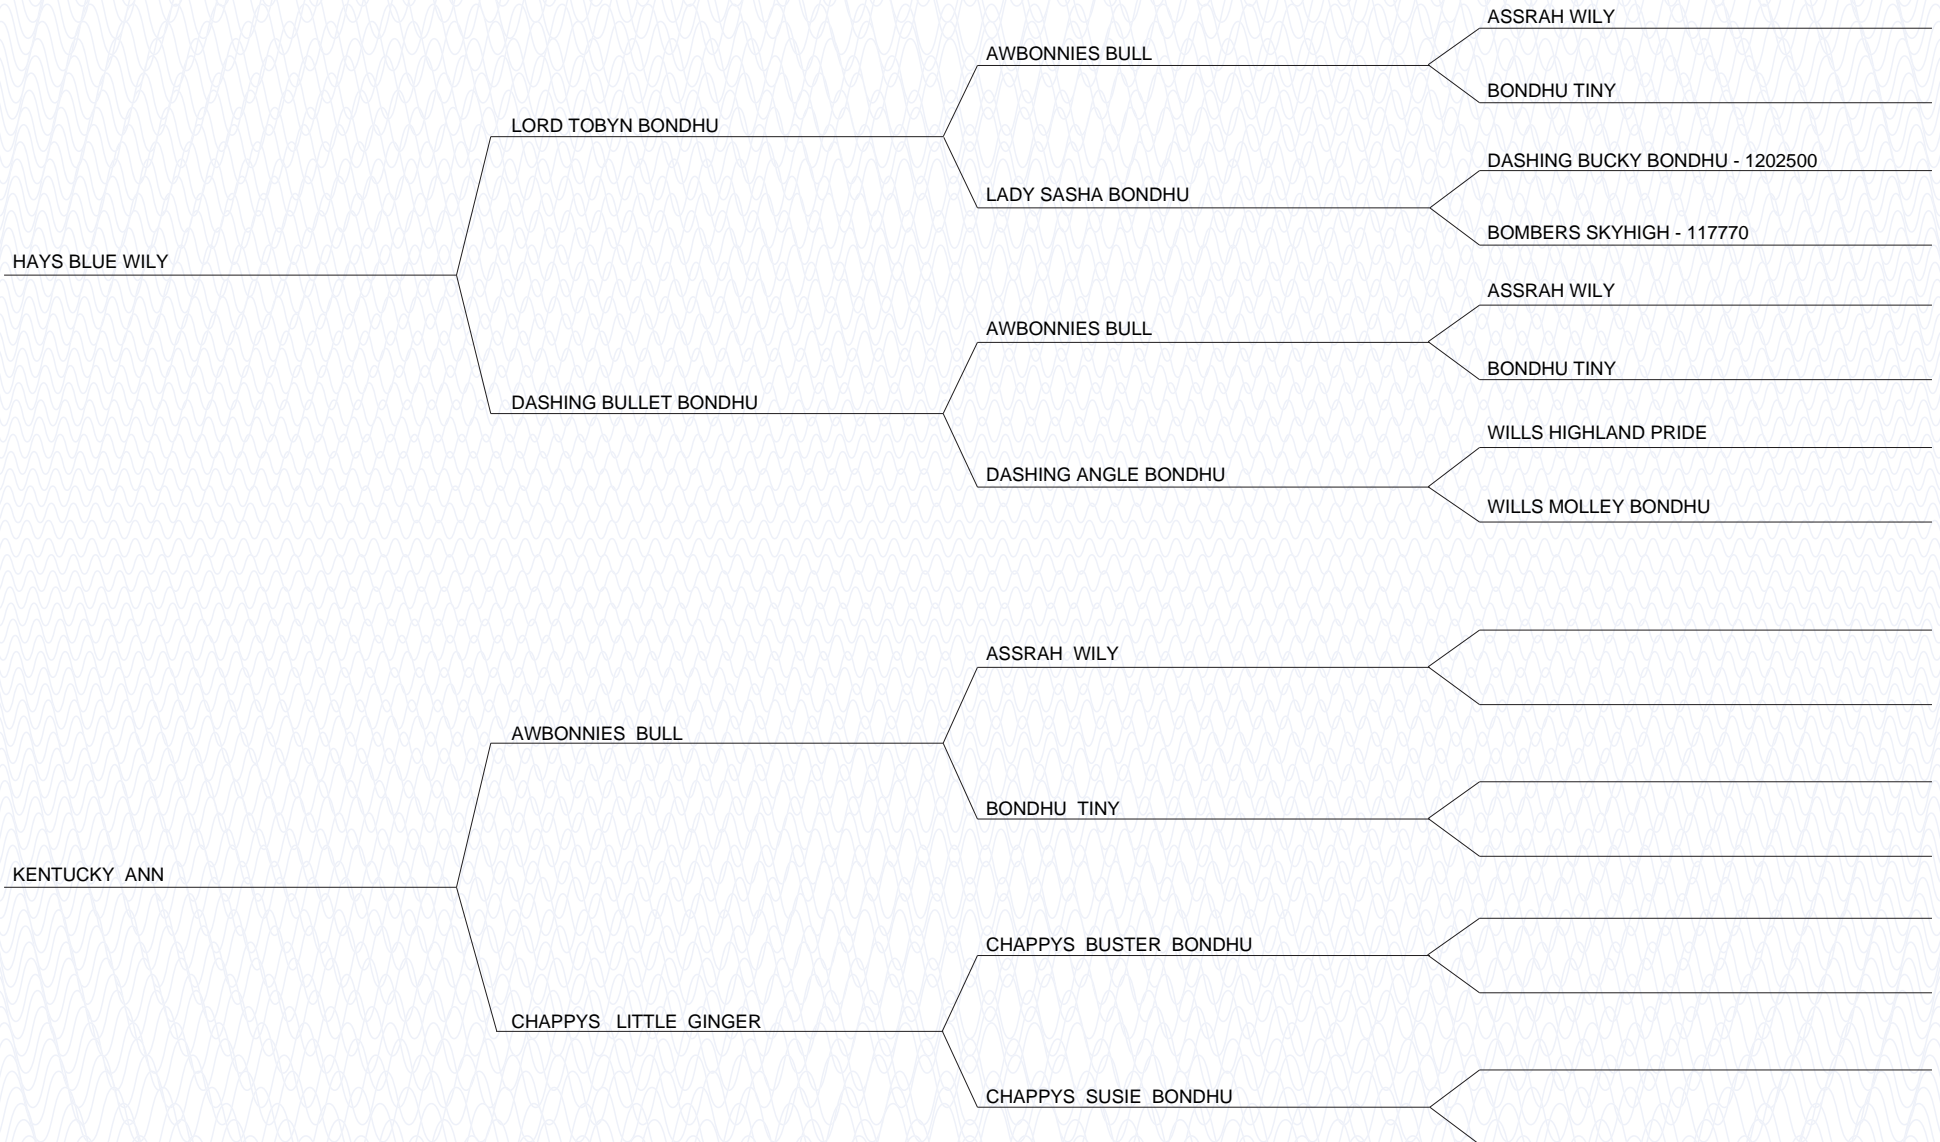 ASSRAH WILY
AWBONNIES BULL
BONDHU TINY
LORD TOBYN BONDHU
DASHING BUCKY BONDHU - 1202500
LADY SASHA BONDHU
BOMBERS SKYHIGH - 117770
HAYS BLUE WILY
ASSRAH WILY
AWBONNIES BULL
BONDHU TINY
DASHING BULLET BONDHU
WILLS HIGHLAND PRIDE
DASHING ANGLE BONDHU
WILLS MOLLEY BONDHU
ASSRAH WILY
AWBONNIES BULL
BONDHU TINY
KENTUCKY ANN
CHAPPYS BUSTER BONDHU
CHAPPYS LITTLE GINGER
CHAPPYS SUSIE BONDHU